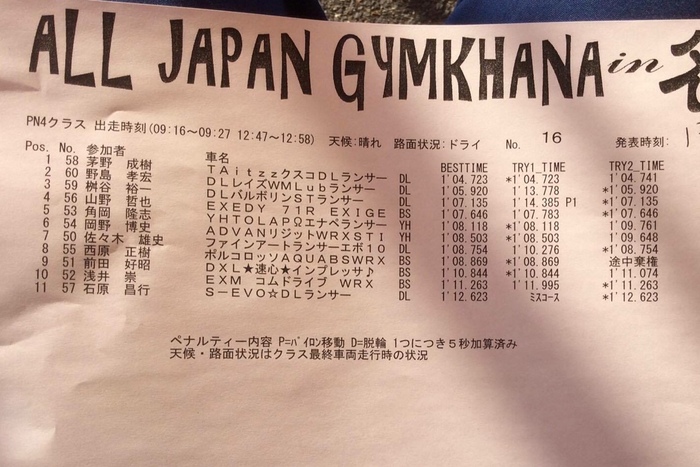 ALL JAPAN GYMKHANA in 名
PN4クラス 出走時刻(09:16～09:27 12:47～12:58) 天候:晴れ 路面状況:ドライ No. 16 発表時刻:
Pos. No. 参加者 車名 BESTTIME TRY1_TIME TRY2_TIME
1 58 茅野 成樹 TAitzzクスコDLランサー DL 1'04.723 *1'04.723 1'04.741
2 60 野島 孝宏 DLレイズWMLubランサー DL 1'05.920 1'13.778 *1'05.920
3 59 桝谷 裕一 DLバルボリンSTランサー DL 1'07.135 1'14.385 P1 *1'07.135
4 56 山野 哲也 EXEDY 71R EXIGE BS 1'07.646 1'07.783 *1'07.646
5 53 角岡 隆志 YHTOLAPΩエナペランサー YH 1'08.118 *1'08.118 1'09.761
6 54 岡野 博史 ADVANリジットWRXSTI YH 1'08.503 *1'08.503 1'09.648
7 50 佐々木 雄史 ファインアートランサーエボ10 DL 1'08.754 1'10.276 *1'08.754
8 55 西原 正樹 ボルコロッソAQUABSWRX BS 1'08.869 *1'08.869 途中棄権
9 51 前田 好昭 DXL★速心★インプレッサ♪ BS 1'10.844 *1'10.844 1'11.074
10 52 浅井 崇 EXM コムドライブ WRX BS 1'11.263 1'11.995 *1'11.263
11 57 石原 昌行 S-EVO☆DLランサー DL 1'12.623 ミスコース *1'12.623
ペナルティー内容 P=パイロン移動 D=脱輪 1つにつき5秒加算済み
天候・路面状況はクラス最終車両走行時の状況